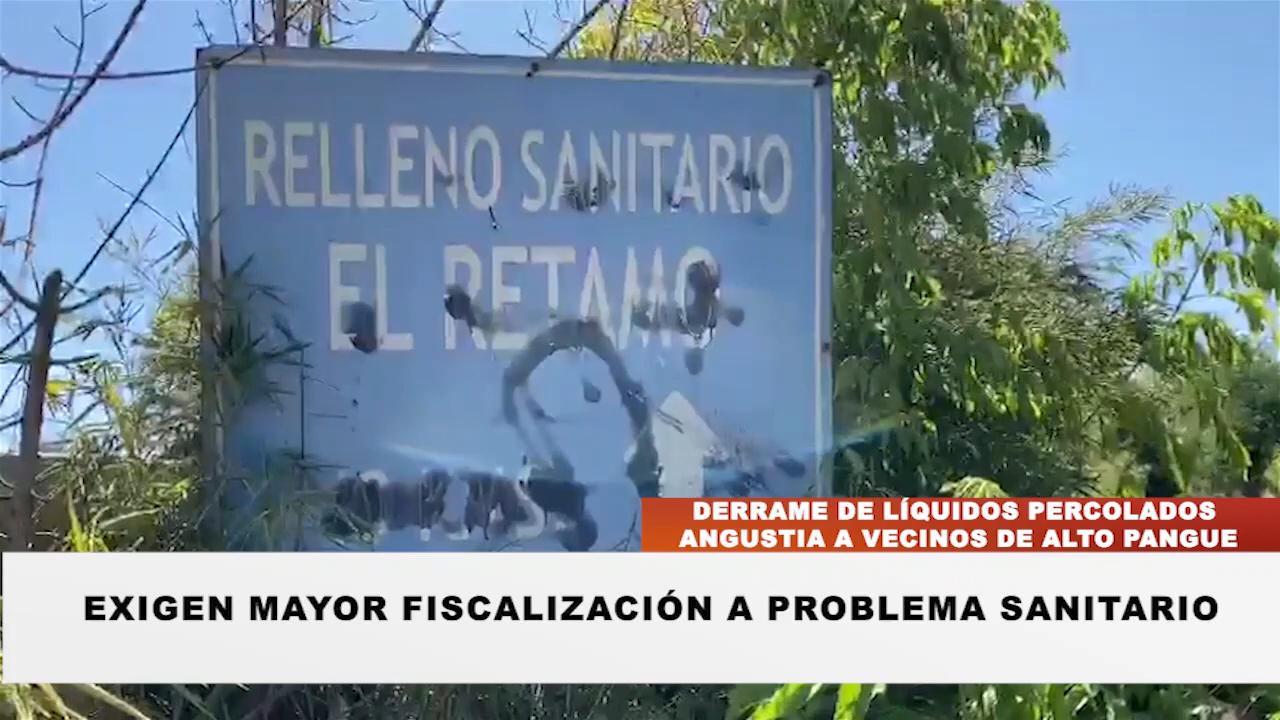 RELLENO SANITARIO
EL RETAMO
DERRAME DE LÍQUIDOS PERCOLADOS
ANGUSTIA A VECINOS DE ALTO PANGUE
EXIGEN MAYOR FISCALIZACIÓN A PROBLEMA SANITARIO